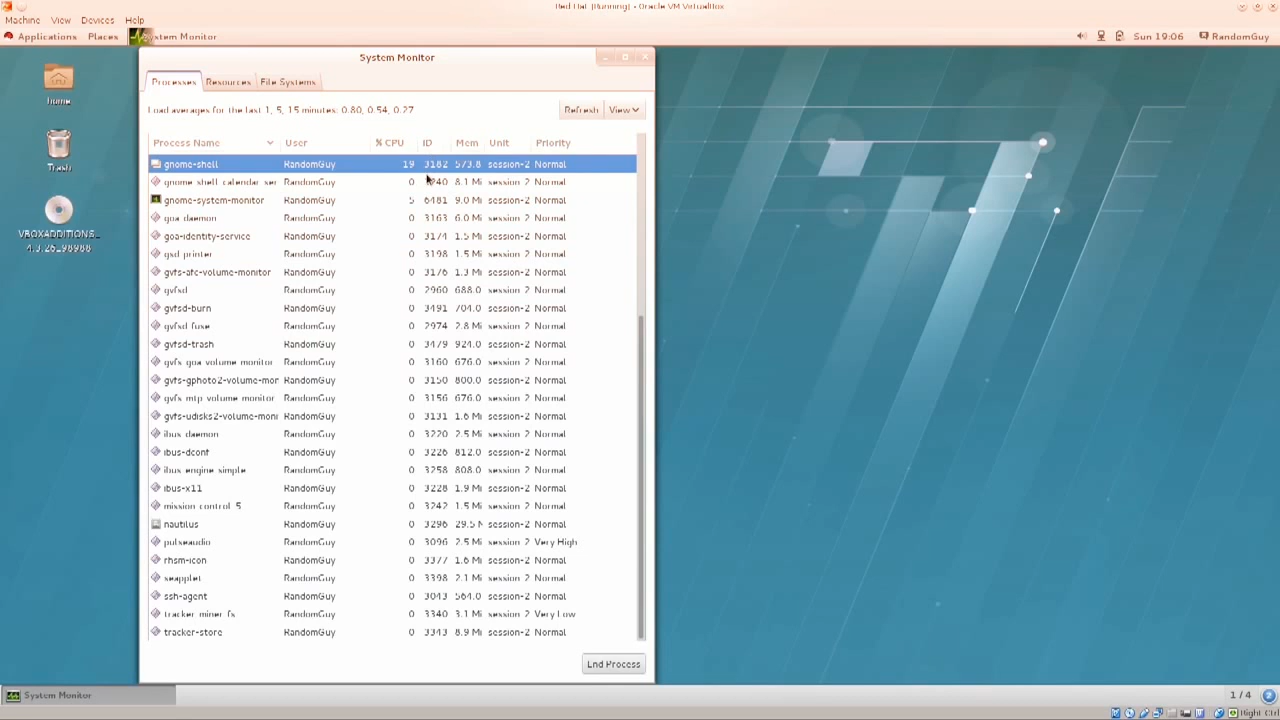 Red Hat [Running] - Oracle VM VirtualBox
Machine View Devices Help
Applications Places System Monitor Sun 19:06 RandomGuy
home
Trash
VBOXADDITIONS_
4.3.26_98988
System Monitor
Processes Resources File Systems
Load averages for the last 1, 5, 15 minutes: 0.80, 0.54, 0.27
Refresh View
Process Name User % CPU ID Mem Unit Priority
gnome-shell RandomGuy 19 3182 573.8 session-2 Normal
gnome-shell-calendar-ser RandomGuy 0 8.1 Mi session-2 Normal
gnome-system-monitor RandomGuy 5 6481 9.0 Mi session-2 Normal
goa-daemon RandomGuy 0 3163 6.0 Mi session-2 Normal
goa-identity-service RandomGuy 0 3174 1.5 Mi session-2 Normal
gsd-printer RandomGuy 0 3198 1.5 Mi session-2 Normal
gvfs-afc-volume-monitor RandomGuy 0 3176 1.3 Mi session-2 Normal
gvfsd RandomGuy 0 2960 688.0 session-2 Normal
gvfsd-burn RandomGuy 0 3491 704.0 session-2 Normal
gvfsd-fuse RandomGuy 0 2974 2.8 Mi session-2 Normal
gvfsd-trash RandomGuy 0 3479 924.0 session-2 Normal
gvfs-goa-volume-monitor RandomGuy 0 3160 676.0 session-2 Normal
gvfs-gphoto2-volume-mor RandomGuy 0 3150 800.0 session-2 Normal
gvfs-mtp-volume-monitor RandomGuy 0 3156 676.0 session-2 Normal
gvfs-udisks2-volume-moni RandomGuy 0 3131 1.6 Mi session-2 Normal
ibus-daemon RandomGuy 0 3220 2.5 Mi session-2 Normal
ibus-dconf RandomGuy 0 3226 812.0 session-2 Normal
ibus-engine-simple RandomGuy 0 3258 808.0 session-2 Normal
ibus-x11 RandomGuy 0 3228 1.9 Mi session-2 Normal
mission-control-5 RandomGuy 0 3242 1.5 Mi session-2 Normal
nautilus RandomGuy 0 3296 29.5 M session-2 Normal
pulseaudio RandomGuy 0 3096 2.5 Mi session-2 Very High
rhsm-icon RandomGuy 0 3377 1.6 Mi session-2 Normal
seapplet RandomGuy 0 3398 2.1 Mi session-2 Normal
ssh-agent RandomGuy 0 3043 564.0 session-2 Normal
tracker-miner-fs RandomGuy 0 3340 3.1 Mi session-2 Very Low
tracker-store RandomGuy 0 3343 8.9 Mi session-2 Normal
End Process
System Monitor 1 / 4 2
Right Ctrl